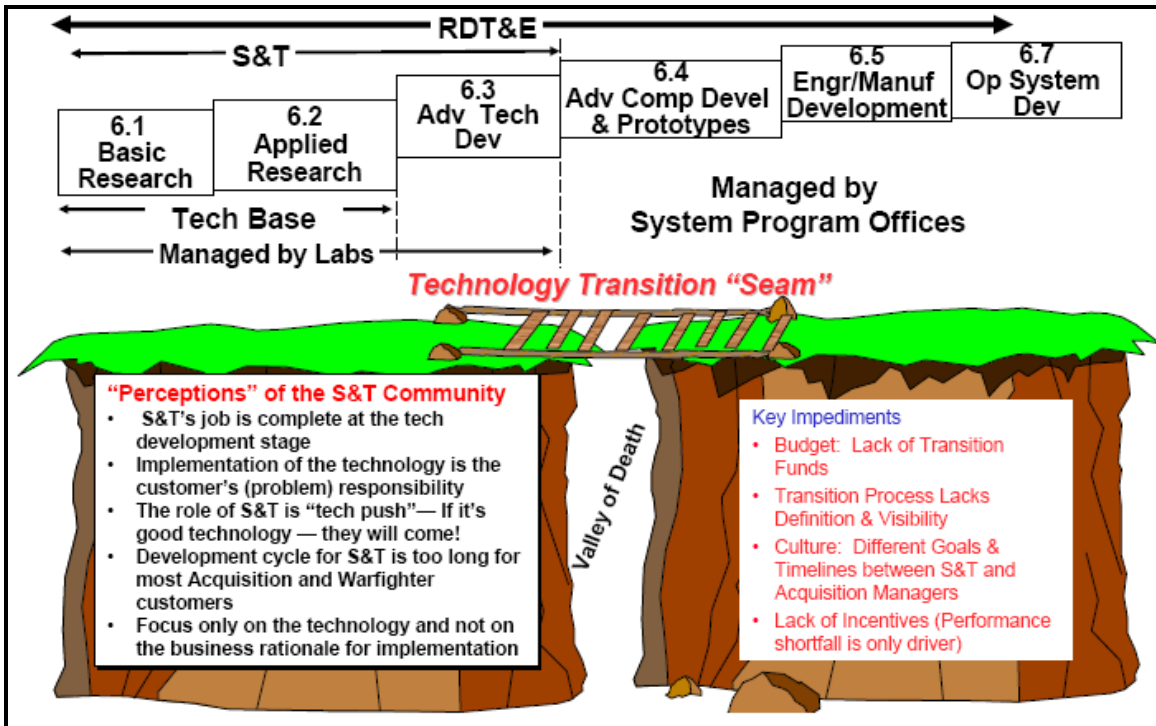 RDT&E
S&T
6.1
Basic
Research
6.2
Applied
Research
6.3
Adv Tech
Dev
6.4
Adv Comp Devel
& Prototypes
6.5
Engr/Manuf
Development
6.7
Op System
Dev
Tech Base
Managed by Labs
Managed by
System Program Offices
Technology Transition “Seam”
“Perceptions” of the S&T Community
• S&T’s job is complete at the tech
development stage
• Implementation of the technology is the
customer’s (problem) responsibility
• The role of S&T is “tech push”— If it’s
good technology — they will come!
• Development cycle for S&T is too long for
most Acquisition and Warfighter
customers
• Focus only on the technology and not on
the business rationale for implementation
Valley of Death
Key Impediments
• Budget: Lack of Transition
Funds
• Transition Process Lacks
Definition & Visibility
• Culture: Different Goals &
Timelines between S&T and
Acquisition Managers
• Lack of Incentives (Performance
shortfall is only driver)